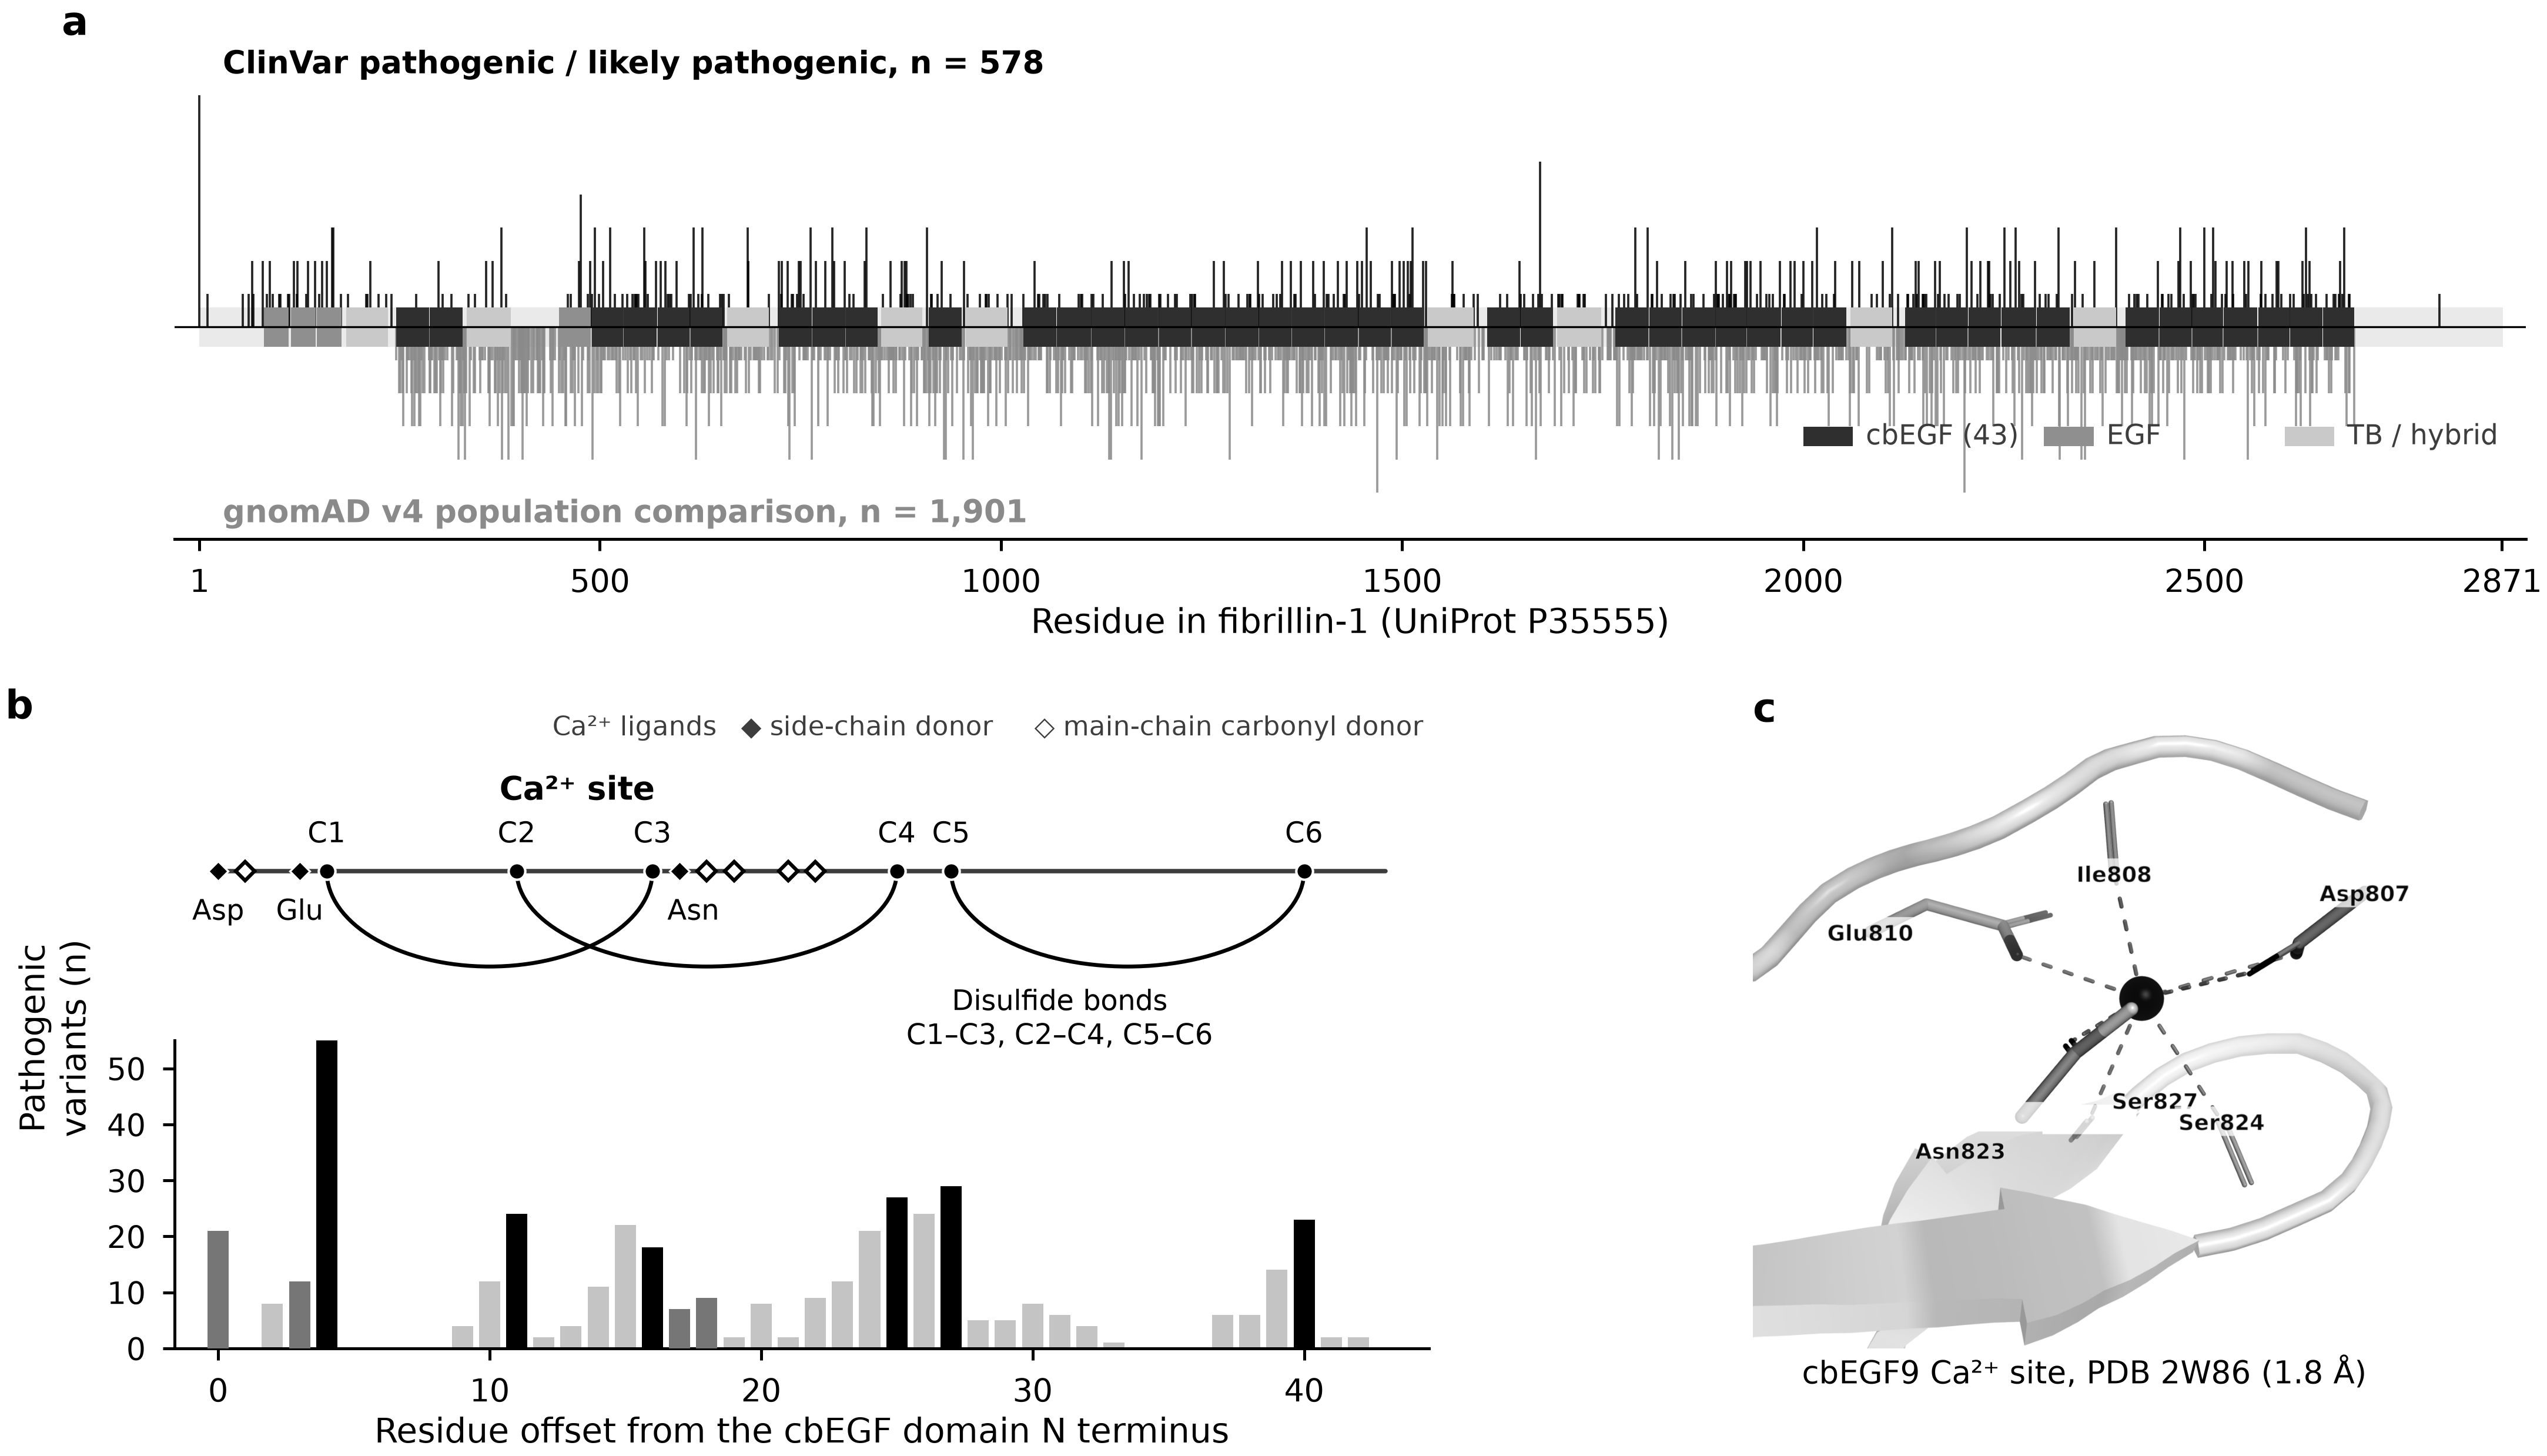 a
ClinVar pathogenic / likely pathogenic, n = 578
cbEGF (43) EGF TB / hybrid
gnomAD v4 population comparison, n = 1,901
1 500 1000 1500 2000 2500 2871
Residue in fibrillin-1 (UniProt P35555)
b
Ca²⁺ ligands ◆ side-chain donor ◇ main-chain carbonyl donor
Ca²⁺ site
C1 C2 C3 C4 C5 C6
Asp Glu Asn
Disulfide bonds
C1–C3, C2–C4, C5–C6
Pathogenic
variants (n)
50
40
30
20
10
0
0 10 20 30 40
Residue offset from the cbEGF domain N terminus
c
Ile808
Asp807
Glu810
Ser827
Ser824
Asn823
cbEGF9 Ca²⁺ site, PDB 2W86 (1.8 Å)